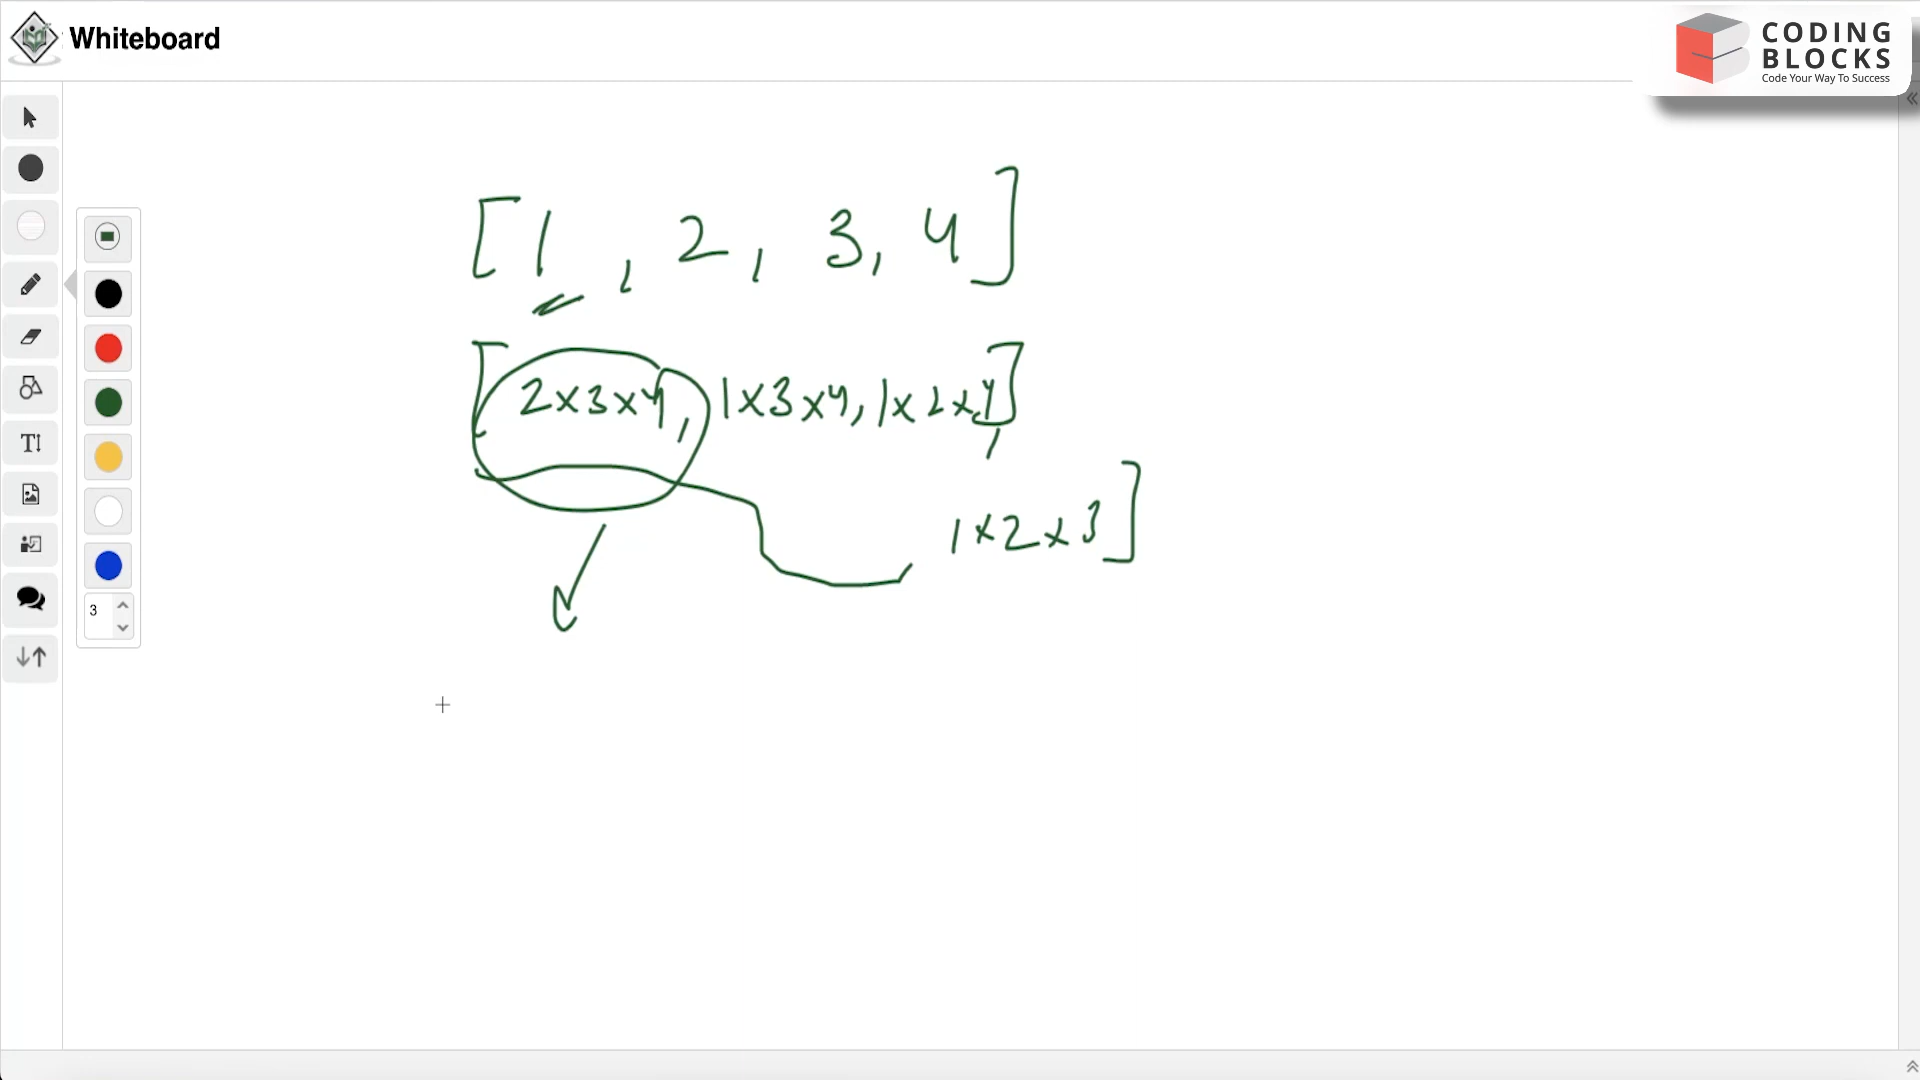 Whiteboard
CODING
BLOCKS
Code Your Way To Success
[1, 2, 3, 4]
[2x3x4, 1x3x4, 1x2x4,
1x2x3]
3